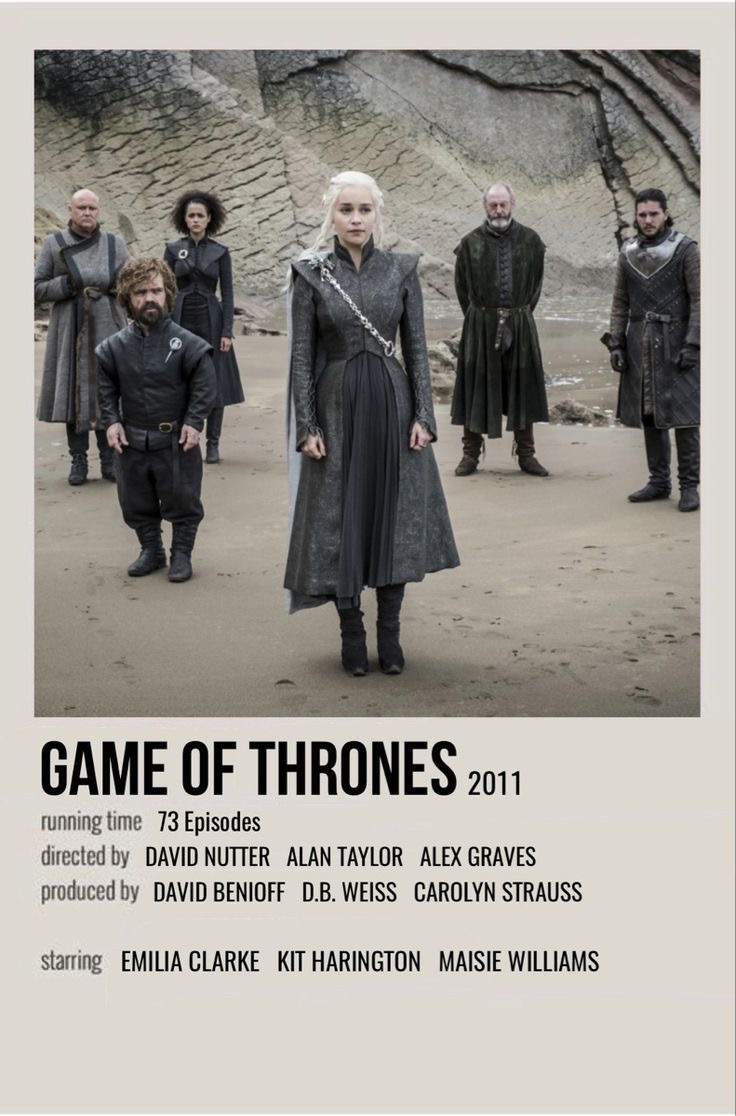 GAME OF THRONES 2011
running time 73 Episodes
directed by DAVID NUTTER ALAN TAYLOR ALEX GRAVES
produced by DAVID BENIOFF D.B. WEISS CAROLYN STRAUSS
starring EMILIA CLARKE KIT HARINGTON MAISIE WILLIAMS